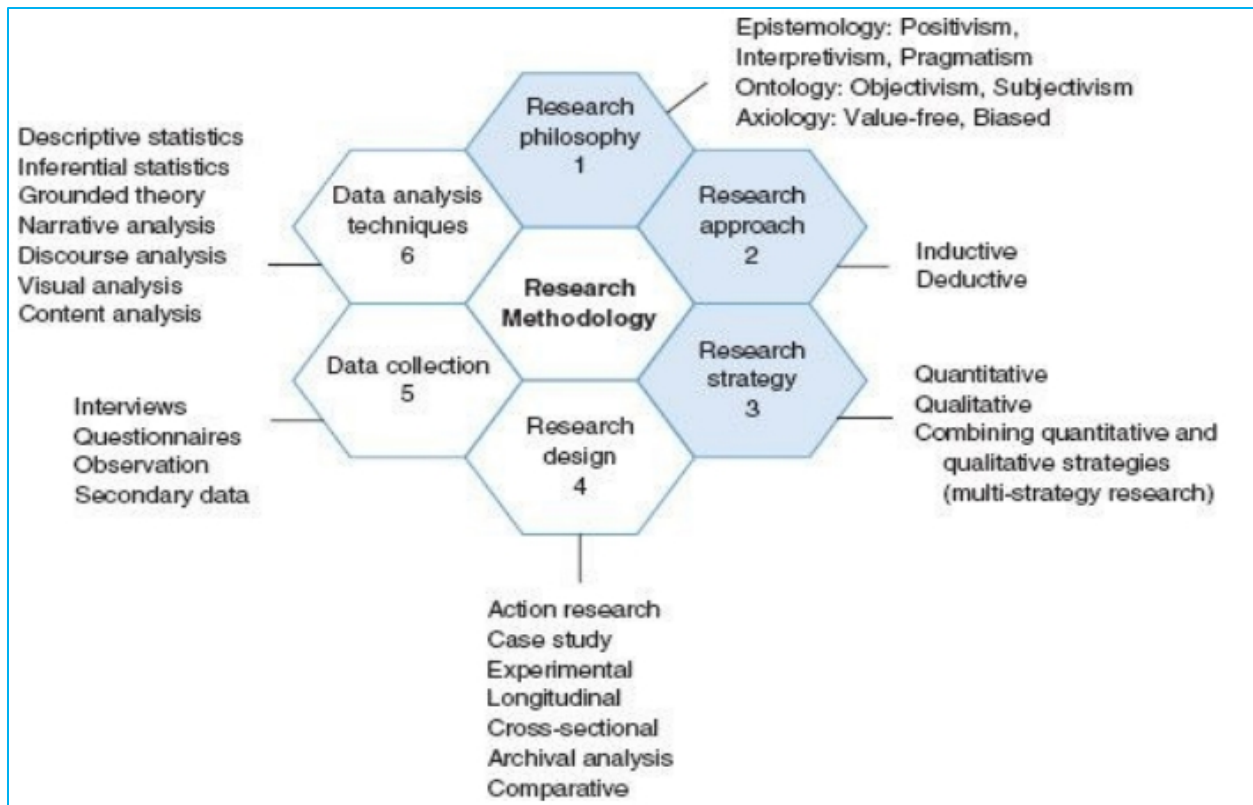 Epistemology: Positivism,
Interpretivism, Pragmatism
Ontology: Objectivism, Subjectivism
Axiology: Value-free, Biased
Research
philosophy
1
Descriptive statistics
Inferential statistics
Grounded theory
Narrative analysis
Discourse analysis
Visual analysis
Content analysis
Data analysis
techniques
6
Research
approach
2
Inductive
Deductive
Research
Methodology
Data collection
5
Research
strategy
3
Quantitative
Qualitative
Combining quantitative and
qualitative strategies
(multi-strategy research)
Interviews
Questionnaires
Observation
Secondary data
Research
design
4
Action research
Case study
Experimental
Longitudinal
Cross-sectional
Archival analysis
Comparative